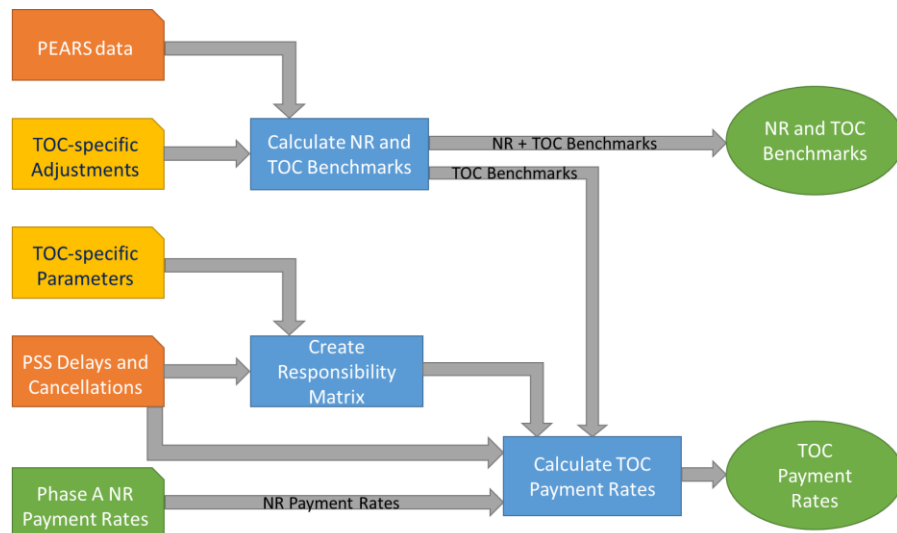 PEARS data
TOC-specific
Adjustments
Calculate NR and
TOC Benchmarks
NR + TOC Benchmarks
TOC Benchmarks
NR and TOC
Benchmarks
TOC-specific
Parameters
PSS Delays and
Cancellations
Create
Responsibility
Matrix
Phase A NR
Payment Rates
NR Payment Rates
Calculate TOC
Payment Rates
TOC
Payment
Rates